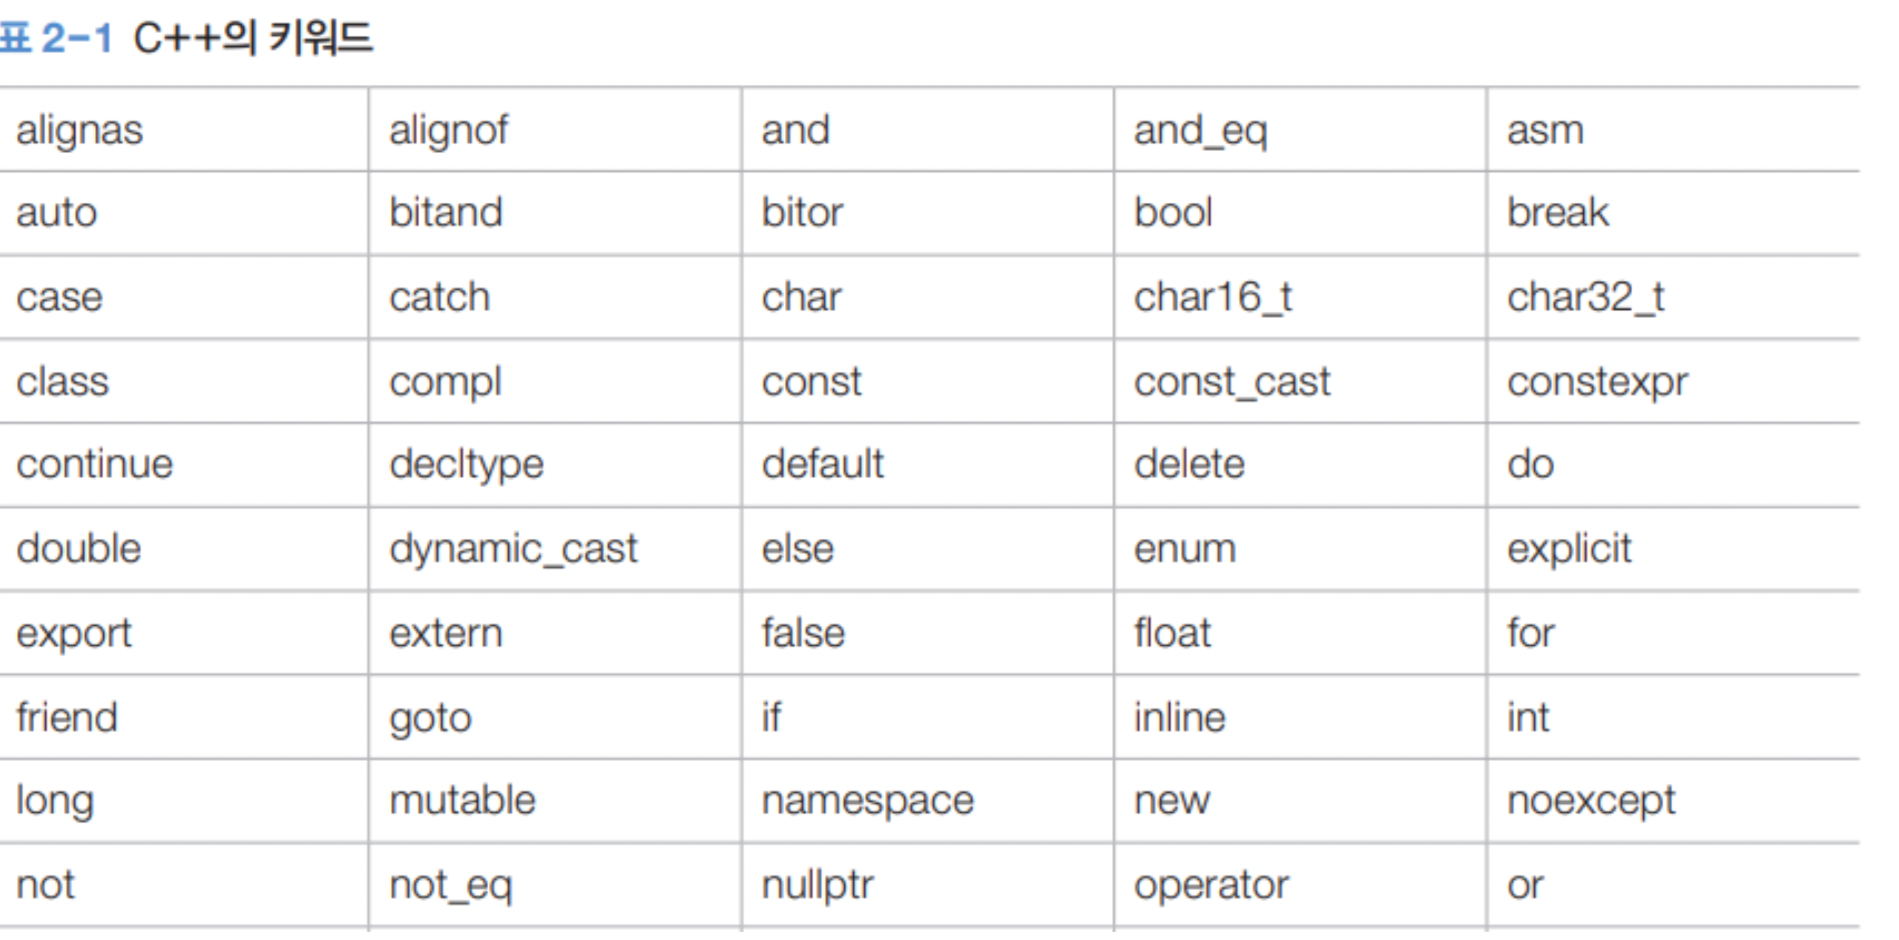 표 2-1 C++의 키워드
alignas alignof and and_eq asm
auto bitand bitor bool break
case catch char char16_t char32_t
class compl const const_cast constexpr
continue decltype default delete do
double dynamic_cast else enum explicit
export extern false float for
friend goto if inline int
long mutable namespace new noexcept
not not_eq nullptr operator or